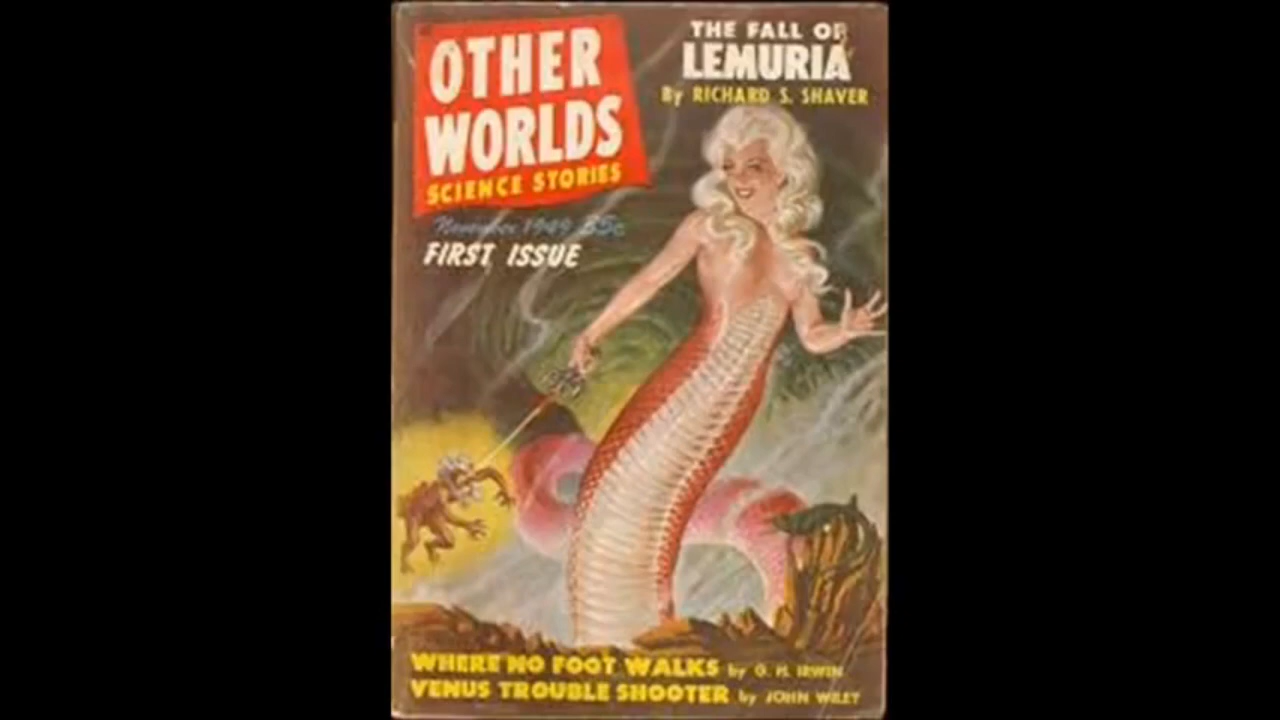 OTHER
WORLDS
SCIENCE STORIES
November 1949 35c
FIRST ISSUE
THE FALL OF
LEMURIA
By RICHARD S. SHAVER
WHERE NO FOOT WALKS by G. H. IRWIN
VENUS TROUBLE SHOOTER by JOHN WILEY